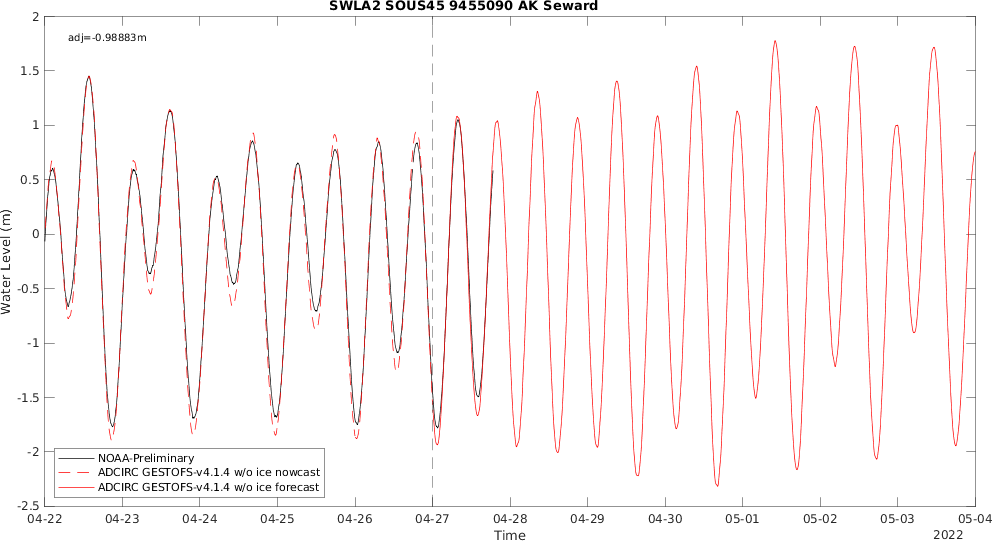 SWLA2 SOUS45 9455090 AK Seward
adj=-0.98883m
Water Level (m)
2
1.5
1
0.5
0
-0.5
-1
-1.5
-2
-2.5
NOAA-Preliminary
ADCIRC GESTOFS-v4.1.4 w/o ice nowcast
ADCIRC GESTOFS-v4.1.4 w/o ice forecast
04-22 04-23 04-24 04-25 04-26 04-27 04-28 04-29 04-30 05-01 05-02 05-03 05-04
Time
2022